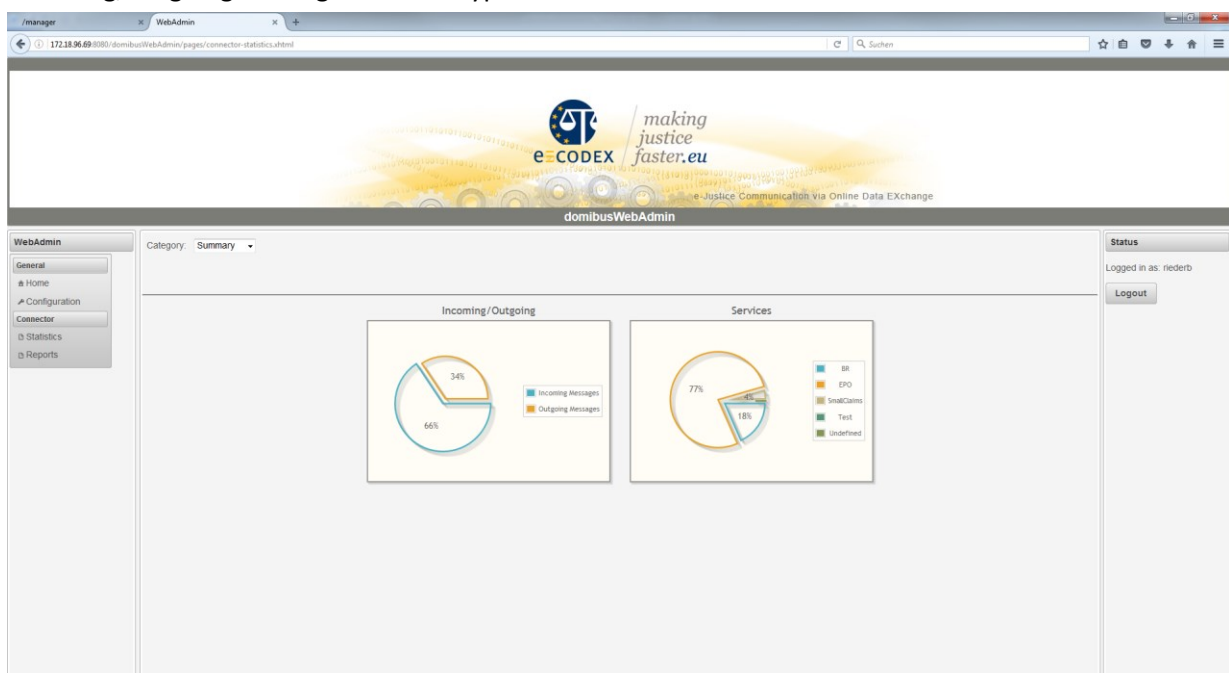 /manager
WebAdmin
172.18.96.69:8080/domibusWebAdmin/pages/connector-statistics.xhtml
Suchen
e-CODEX
making
justice
faster.eu
e-Justice Communication via Online Data EXchange
domibusWebAdmin
WebAdmin
General
Home
Configuration
Connector
Statistics
Reports
Category: Summary
Status
Logged in as: riederb
Logout
Incoming/Outgoing
34%
66%
Incoming Messages
Outgoing Messages
Services
77%
4%
18%
BR
EPO
SmallClaims
Test
Undefined